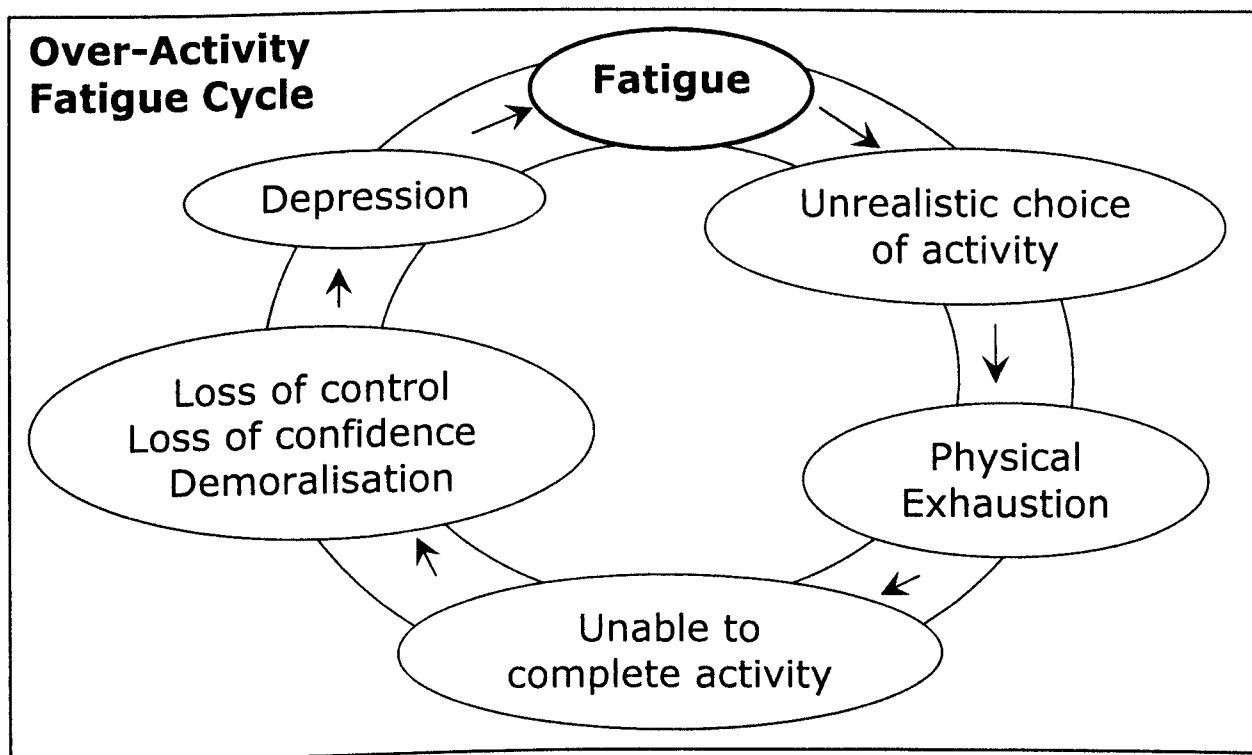 Over-Activity
Fatigue Cycle
Fatigue
Unrealistic choice
of activity
Physical
Exhaustion
Unable to
complete activity
Loss of control
Loss of confidence
Demoralisation
Depression